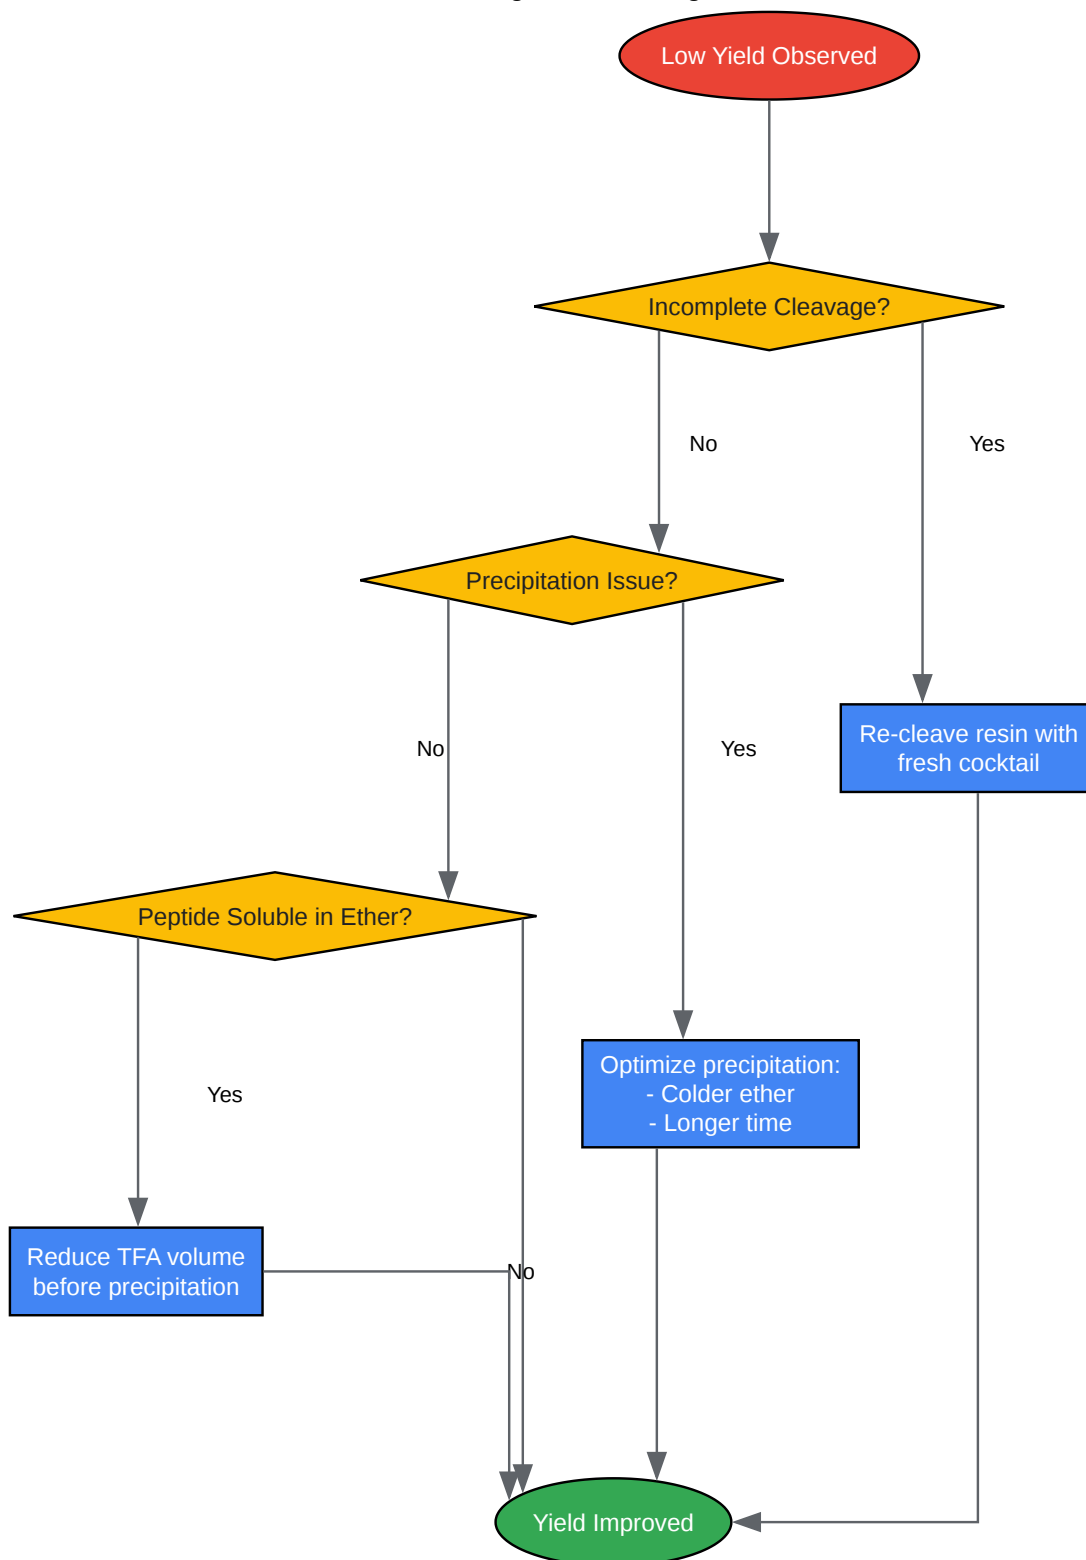 Low Yield Observed
Incomplete Cleavage?
No
Yes
Precipitation Issue?
Re-cleave resin with
fresh cocktail
No
Yes
Peptide Soluble in Ether?
Optimize precipitation:
- Colder ether
- Longer time
Yes
Reduce TFA volume
before precipitation
No
Yield Improved